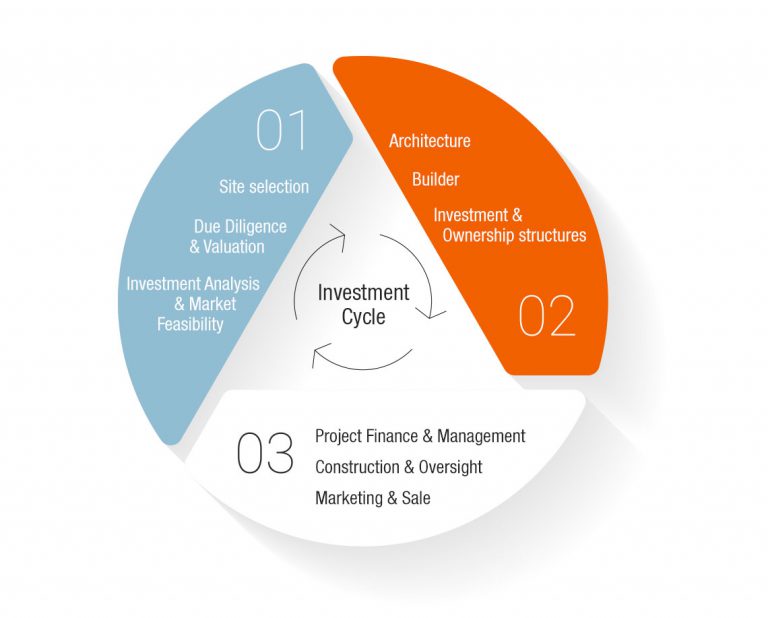 01
Site selection
Due Diligence
& Valuation
Investment Analysis
& Market
Feasibility
Architecture
Builder
Investment &
Ownership structures
02
Investment
Cycle
03
Project Finance & Management
Construction & Oversight
Marketing & Sale